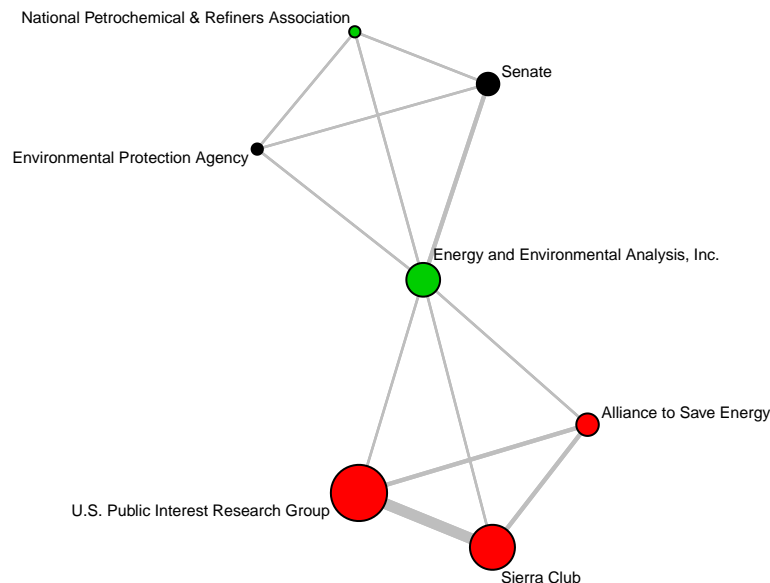 National Petrochemical & Refiners Association
Senate
Environmental Protection Agency
Energy and Environmental Analysis, Inc.
Alliance to Save Energy
U.S. Public Interest Research Group
Sierra Club